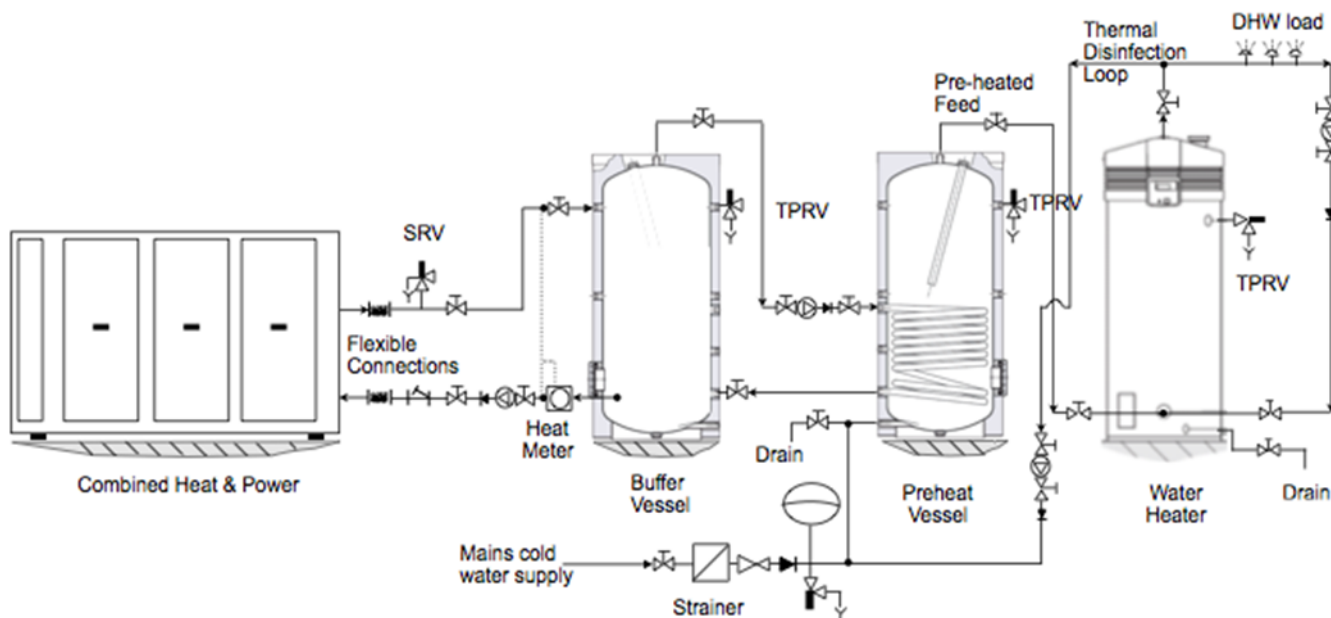 DHW load
Thermal
Disinfection
Loop
Pre-heated
Feed
TPRV
TPRV
SRV
TPRV
Flexible
Connections
Heat
Meter
Drain
Combined Heat & Power
Buffer
Vessel
Preheat
Vessel
Water
Heater
Drain
Mains cold
water supply
Strainer